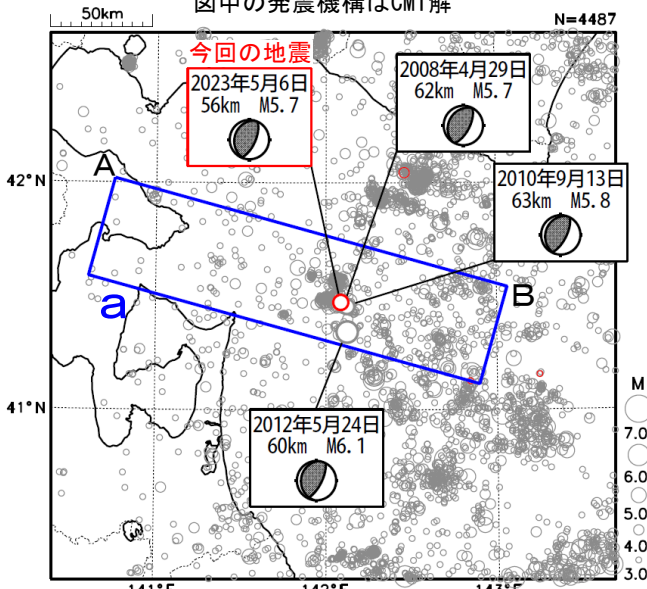 図中の発震機構はCMT解
50km
N=4487
今回の地震
2023年5月6日
56km M5.7
2008年4月29日
62km M5.7
2010年9月13日
63km M5.8
42°N
A
B
a
41°N
2012年5月24日
60km M6.1
M
7.0
6.0
5.0
4.0
3.0